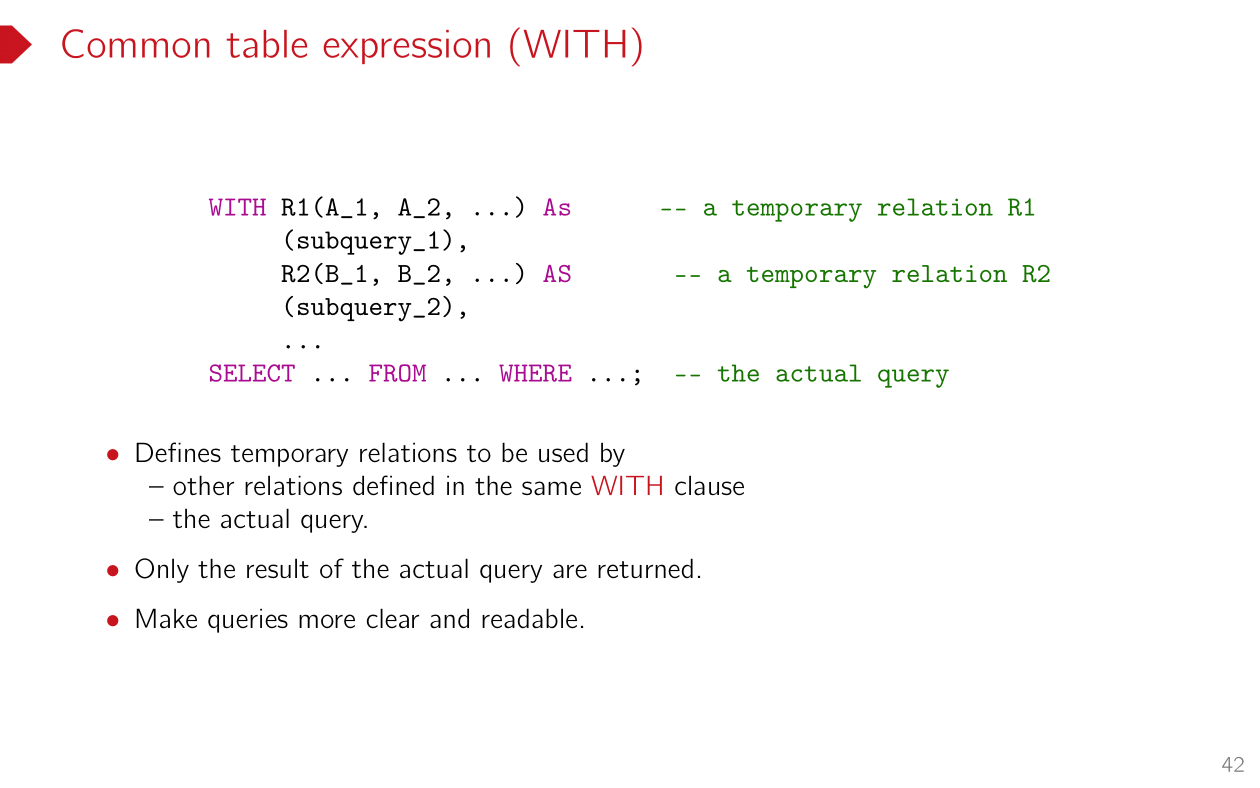 Common table expression (WITH)
WITH R1(A_1, A_2, ...) As      -- a temporary relation R1
     (subquery_1),
     R2(B_1, B_2, ...) AS       -- a temporary relation R2
     (subquery_2),
     ...
SELECT ... FROM ... WHERE ...;  -- the actual query
• Defines temporary relations to be used by
– other relations defined in the same WITH clause
– the actual query.
• Only the result of the actual query are returned.
• Make queries more clear and readable.
42